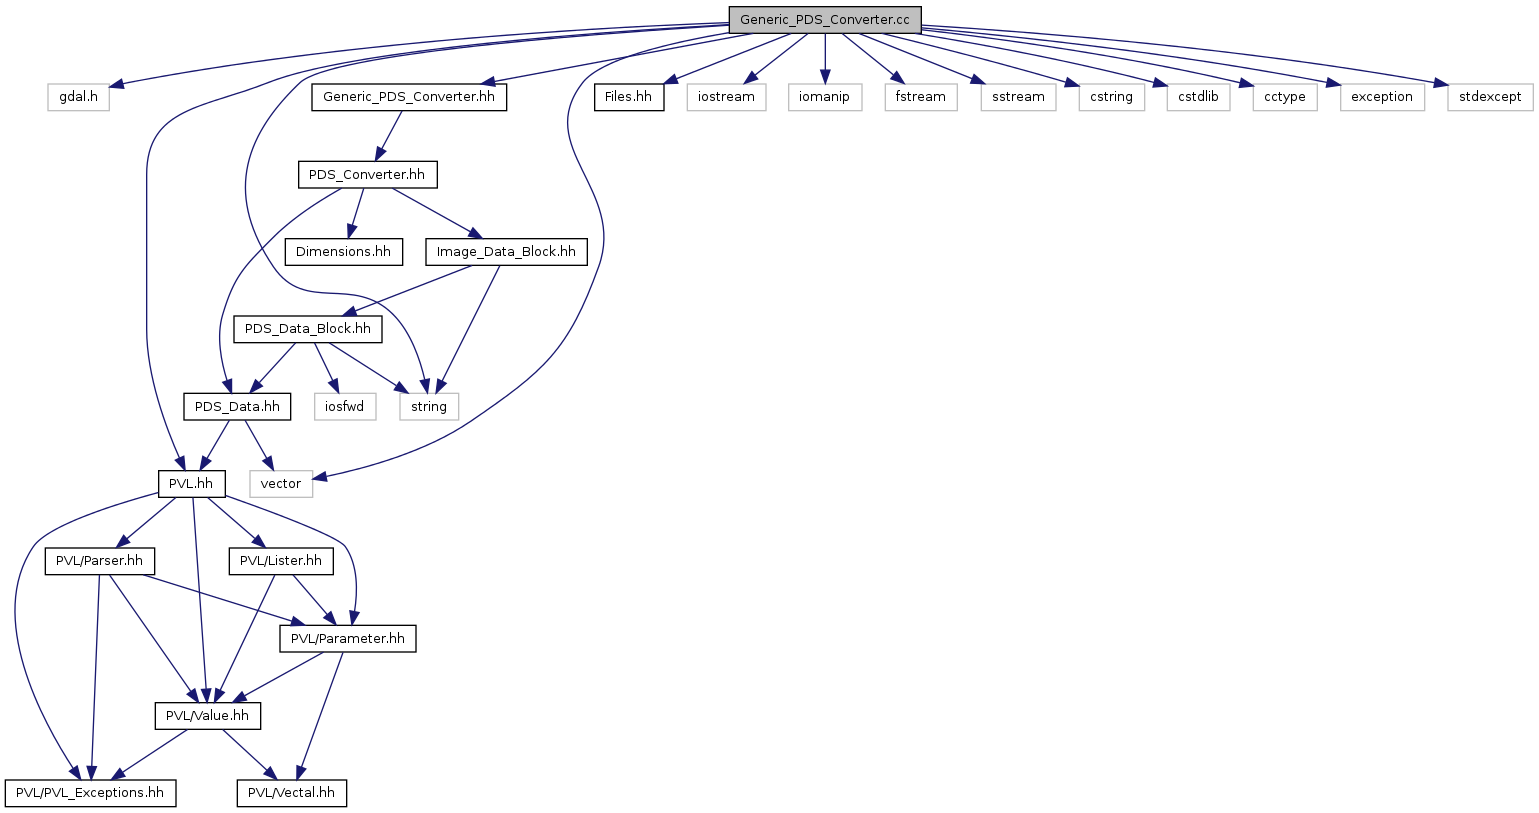 Generic_PDS_Converter.cc
gdal.h
Generic_PDS_Converter.hh
Files.hh
iostream
iomanip
fstream
sstream
cstring
cstdlib
cctype
exception
stdexcept
PDS_Converter.hh
Dimensions.hh
Image_Data_Block.hh
PDS_Data_Block.hh
PDS_Data.hh
iosfwd
string
PVL.hh
vector
PVL/Parser.hh
PVL/Lister.hh
PVL/Parameter.hh
PVL/Value.hh
PVL/PVL_Exceptions.hh
PVL/Vectal.hh